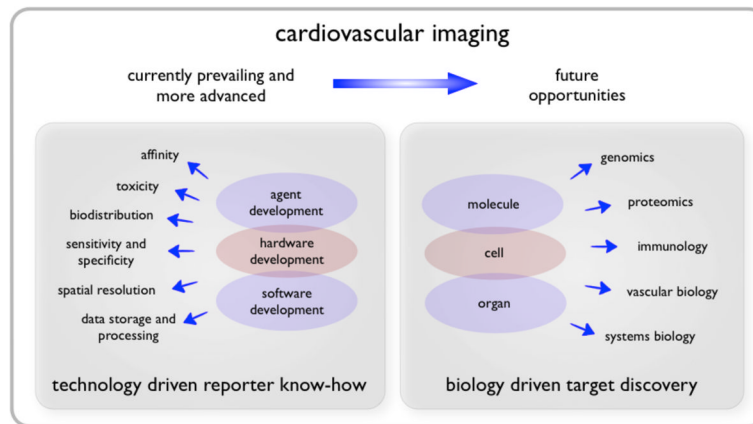 cardiovascular imaging
currently prevailing and
more advanced
future
opportunities
affinity
toxicity
biodistribution
sensitivity and
specificity
spatial resolution
data storage and
processing
agent
development
hardware
development
software
development
technology driven reporter know-how
molecule
cell
organ
genomics
proteomics
immunology
vascular biology
systems biology
biology driven target discovery